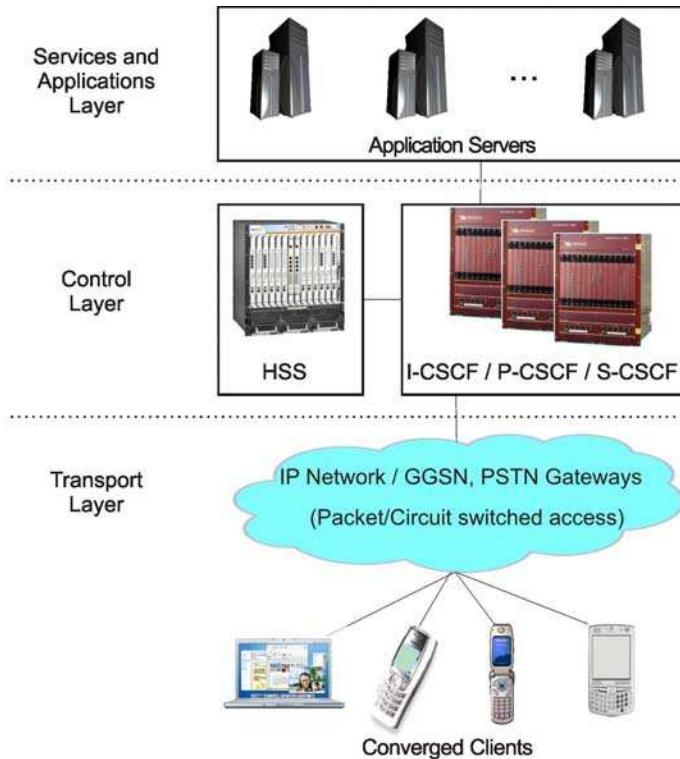 Services and
Applications
Layer
...
Application Servers
Control
Layer
HSS
I-CSCF / P-CSCF / S-CSCF
Transport
Layer
IP Network / GGSN, PSTN Gateways
(Packet/Circuit switched access)
Converged Clients